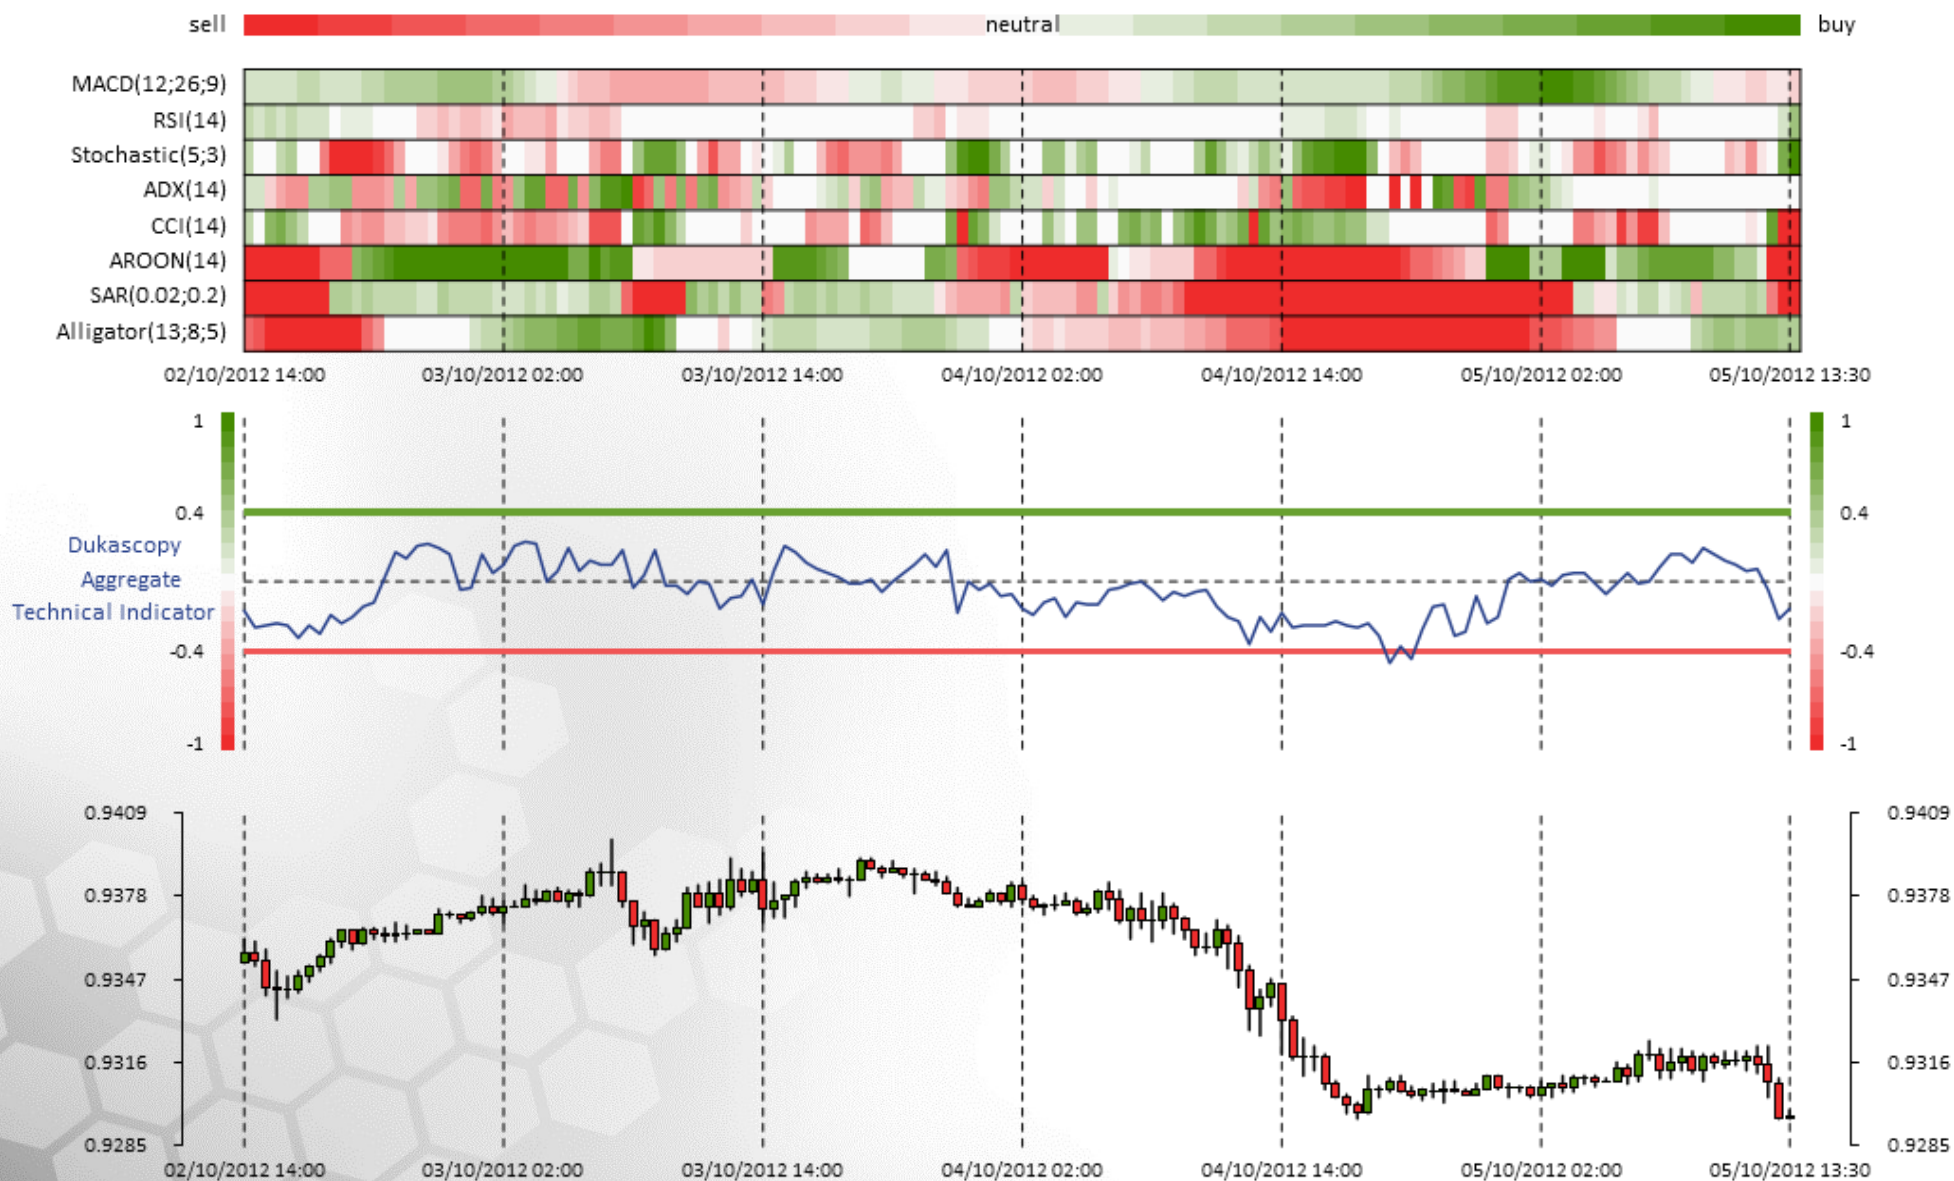 sell neutral buy
MACD(12;26;9)
RSI(14)
Stochastic(5;3)
ADX(14)
CCI(14)
AROON(14)
SAR(0.02;0.2)
Alligator(13;8;5)
02/10/2012 14:00 03/10/2012 02:00 03/10/2012 14:00 04/10/2012 02:00 04/10/2012 14:00 05/10/2012 02:00 05/10/2012 13:30
1 1
0.4 0.4
Dukascopy
Aggregate
Technical Indicator
-0.4 -0.4
-1 -1
0.9409 0.9409
0.9378 0.9378
0.9347 0.9347
0.9316 0.9316
0.9285 0.9285
02/10/2012 14:00 03/10/2012 02:00 03/10/2012 14:00 04/10/2012 02:00 04/10/2012 14:00 05/10/2012 02:00 05/10/2012 13:30